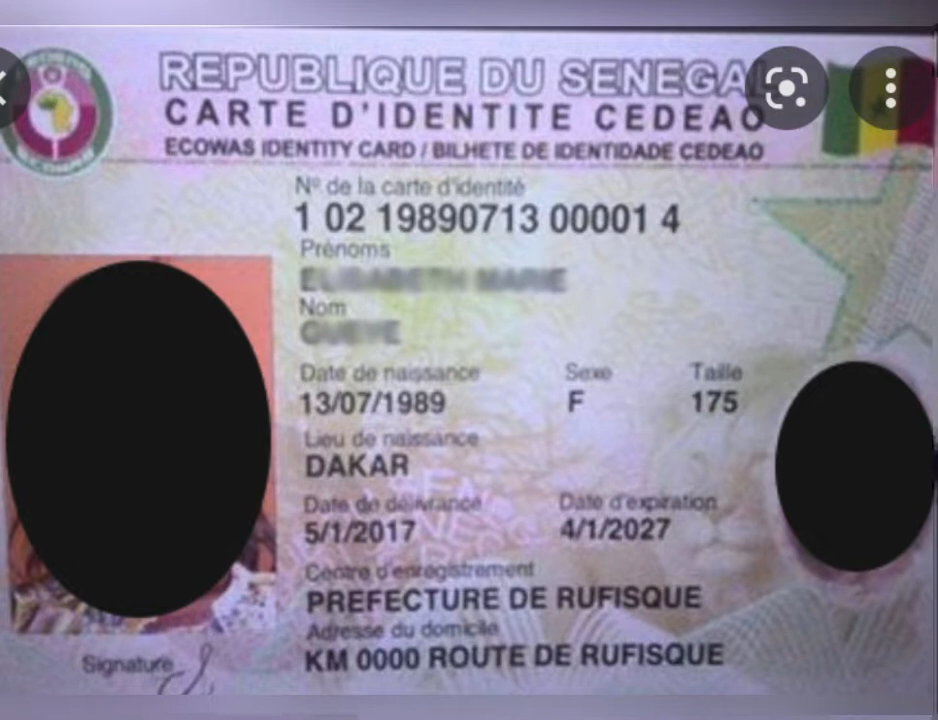 REPUBLIQUE DU SENEGAL
CARTE D'IDENTITE CEDEAO
ECOWAS IDENTITY CARD / BILHETE DE IDENTIDADE CEDEAO
N° de la carte d'identité
1 02 19890713 00001 4
Prénoms
Nom
Date de naissance Sexe Taille
13/07/1989 F 175
Lieu de naissance
DAKAR
Date de délivrance Date d'expiration
5/1/2017 4/1/2027
Centre d'enregistrement
PREFECTURE DE RUFISQUE
Adresse du domicile
KM 0000 ROUTE DE RUFISQUE
Signature